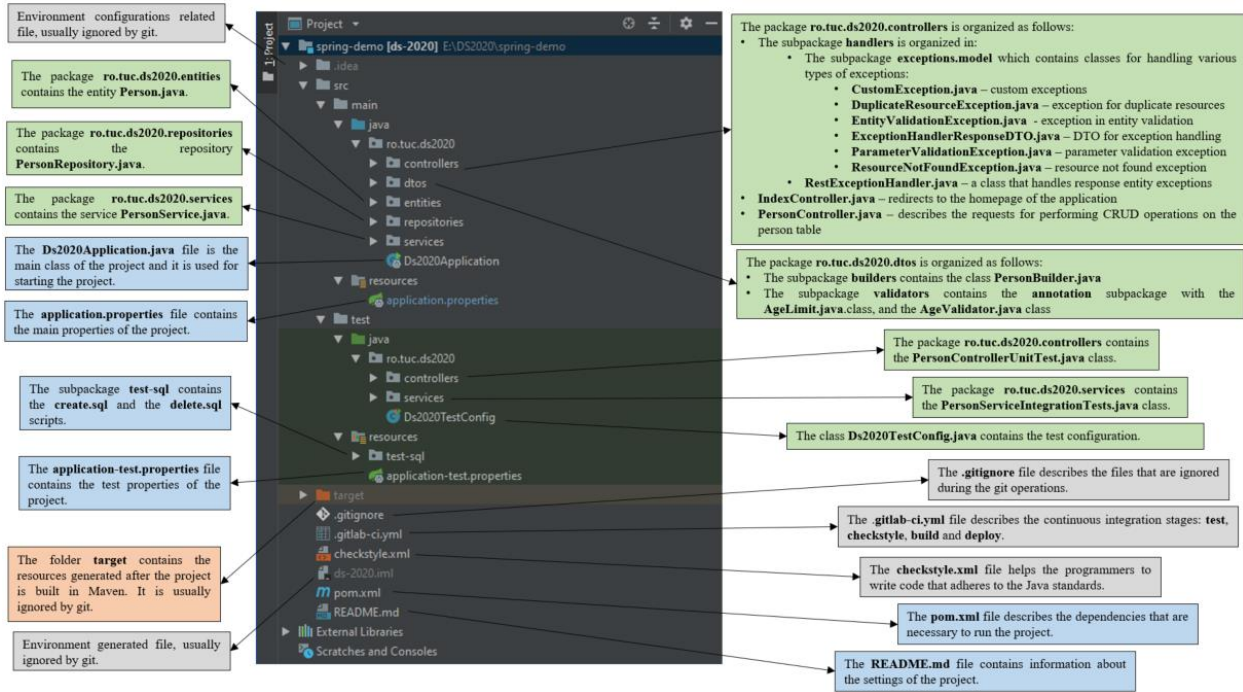 Environment configurations related
file, usually ignored by git.
The package ro.tuc.ds2020.entities
contains the entity Person.java.
The package ro.tuc.ds2020.repositories
contains the repository
PersonRepository.java.
The package ro.tuc.ds2020.services
contains the service PersonService.java.
The Ds2020Application.java file is the
main class of the project and it is used for
starting the project.
The application.properties file contains
the main properties of the project.
The subpackage test-sql contains
the create.sql and the delete.sql
scripts.
The application-test.properties file
contains the test properties of the
project.
The folder target contains the
resources generated after the project
is built in Maven. It is usually
ignored by git.
Environment generated file, usually
ignored by git.
1: Project
Project
spring-demo [ds-2020] E:\DS2020\spring-demo
.idea
src
main
java
ro.tuc.ds2020
controllers
dtos
entities
repositories
services
Ds2020Application
resources
application.properties
test
java
ro.tuc.ds2020
controllers
services
Ds2020TestConfig
resources
test-sql
application-test.properties
target
.gitignore
.gitlab-ci.yml
checkstyle.xml
ds-2020.iml
pom.xml
README.md
External Libraries
Scratches and Consoles
The package ro.tuc.ds2020.controllers is organized as follows:
• The subpackage handlers is organized in:
• The subpackage exceptions.model which contains classes for handling various
types of exceptions:
• CustomException.java – custom exceptions
• DuplicateResourceException.java – exception for duplicate resources
• EntityValidationException.java - exception in entity validation
• ExceptionHandlerResponseDTO.java – DTO for exception handling
• ParameterValidationException.java – parameter validation exception
• ResourceNotFoundException.java – resource not found exception
• RestExceptionHandler.java – a class that handles response entity exceptions
• IndexController.java – redirects to the homepage of the application
• PersonController.java – describes the requests for performing CRUD operations on the
person table
The package ro.tuc.ds2020.dtos is organized as follows:
• The subpackage builders contains the class PersonBuilder.java
• The subpackage validators contains the annotation subpackage with the
AgeLimit.java.class, and the AgeValidator.java class
The package ro.tuc.ds2020.controllers contains
the PersonControllerUnitTest.java class.
The package ro.tuc.ds2020.services contains
the PersonServiceIntegrationTests.java class.
The class Ds2020TestConfig.java contains the test configuration.
The .gitignore file describes the files that are ignored
during the git operations.
The .gitlab-ci.yml file describes the continuous integration stages: test,
checkstyle, build and deploy.
The checkstyle.xml file helps the programmers to
write code that adheres to the Java standards.
The pom.xml file describes the dependencies that are
necessary to run the project.
The README.md file contains information about
the settings of the project.